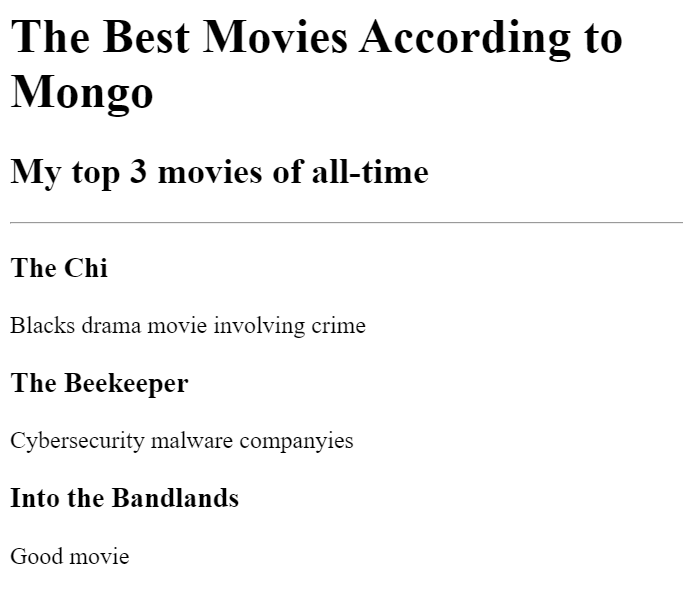 The Best Movies According to
Mongo
My top 3 movies of all-time
The Chi
Blacks drama movie involving crime
The Beekeeper
Cybersecurity malware companyies
Into the Bandlands
Good movie